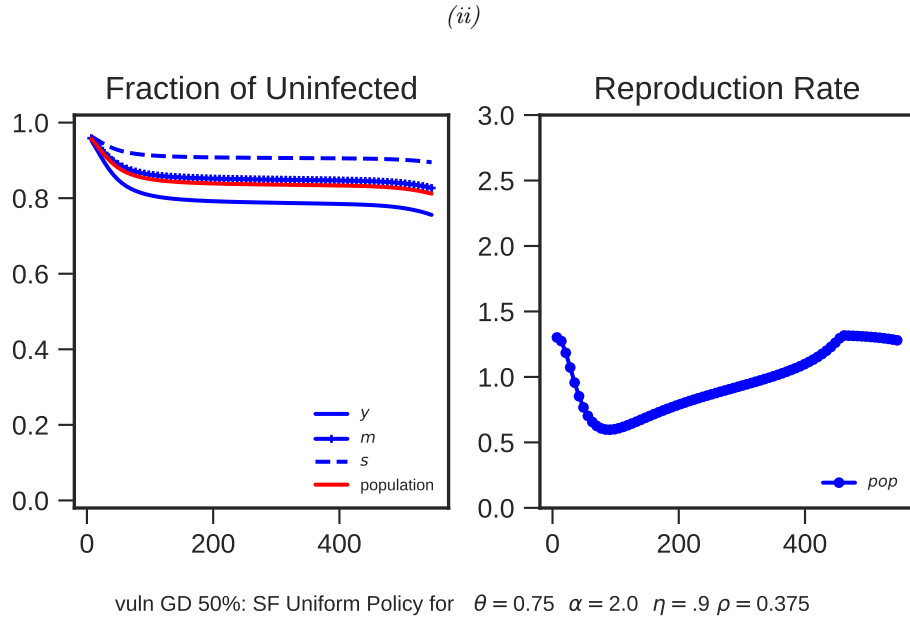 (ii)
Fraction of Uninfected
1.0
0.8
0.6
0.4
0.2
0.0
0 200 400
y
m
s
population
Reproduction Rate
3.0
2.5
2.0
1.5
1.0
0.5
0.0
0 200 400
pop
vuln GD 50%: SF Uniform Policy for θ = 0.75 α = 2.0 η = .9 ρ = 0.375